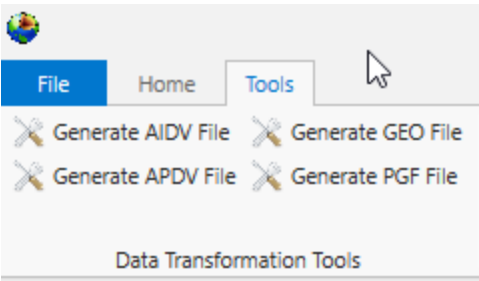 File Home Tools
Generate AIDV File Generate GEO File
Generate APDV File Generate PGF File
Data Transformation Tools